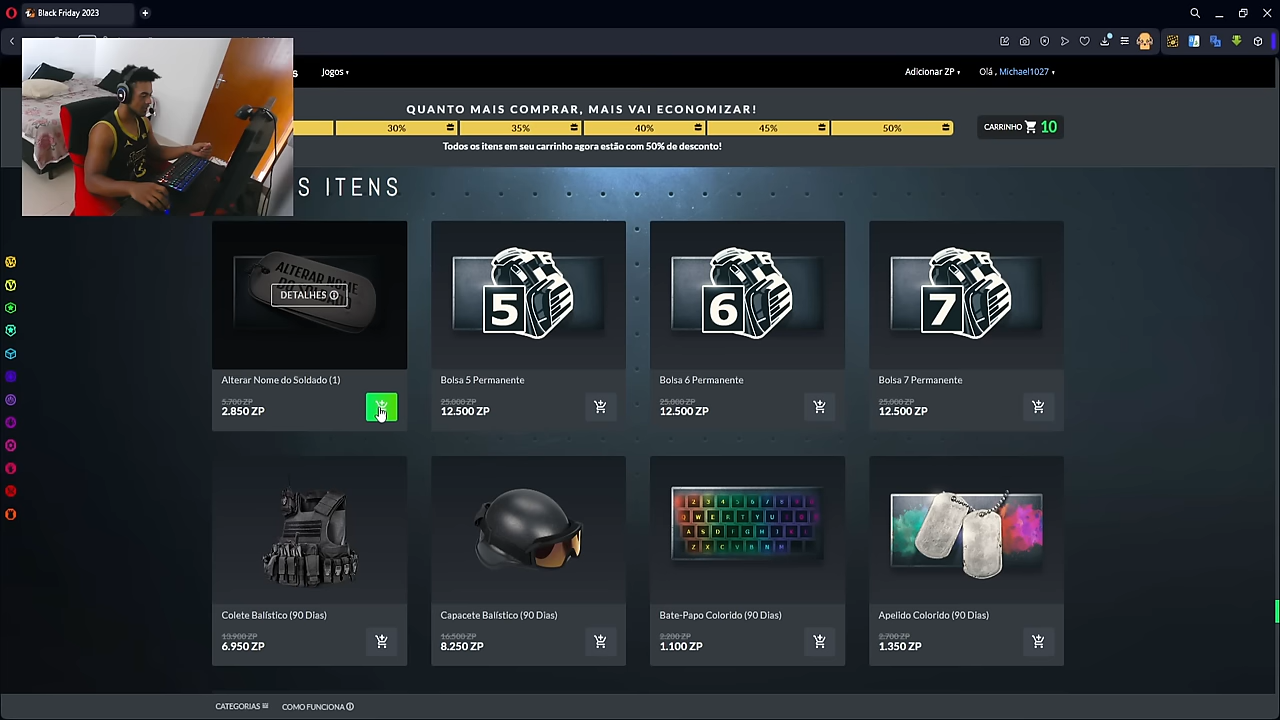 Black Friday 2023
s
Jogos
Adicionar ZP
Olá , Michael1027
QUANTO MAIS COMPRAR, MAIS VAI ECONOMIZAR!
30%
35%
40%
45%
50%
CARRINHO 10
Todos os itens em seu carrinho agora estão com 50% de desconto!
S ITENS
ALTERAR NOME
DETALHES
5
6
7
Alterar Nome do Soldado (1)
Bolsa 5 Permanente
Bolsa 6 Permanente
Bolsa 7 Permanente
5.700 ZP
25.000 ZP
25.000 ZP
25.000 ZP
2.850 ZP
12.500 ZP
12.500 ZP
12.500 ZP
Colete Balístico (90 Dias)
Capacete Balístico (90 Dias)
Bate-Papo Colorido (90 Dias)
Apelido Colorido (90 Dias)
13.900 ZP
16.500 ZP
2.200 ZP
2.700 ZP
6.950 ZP
8.250 ZP
1.100 ZP
1.350 ZP
CATEGORIAS
COMO FUNCIONA